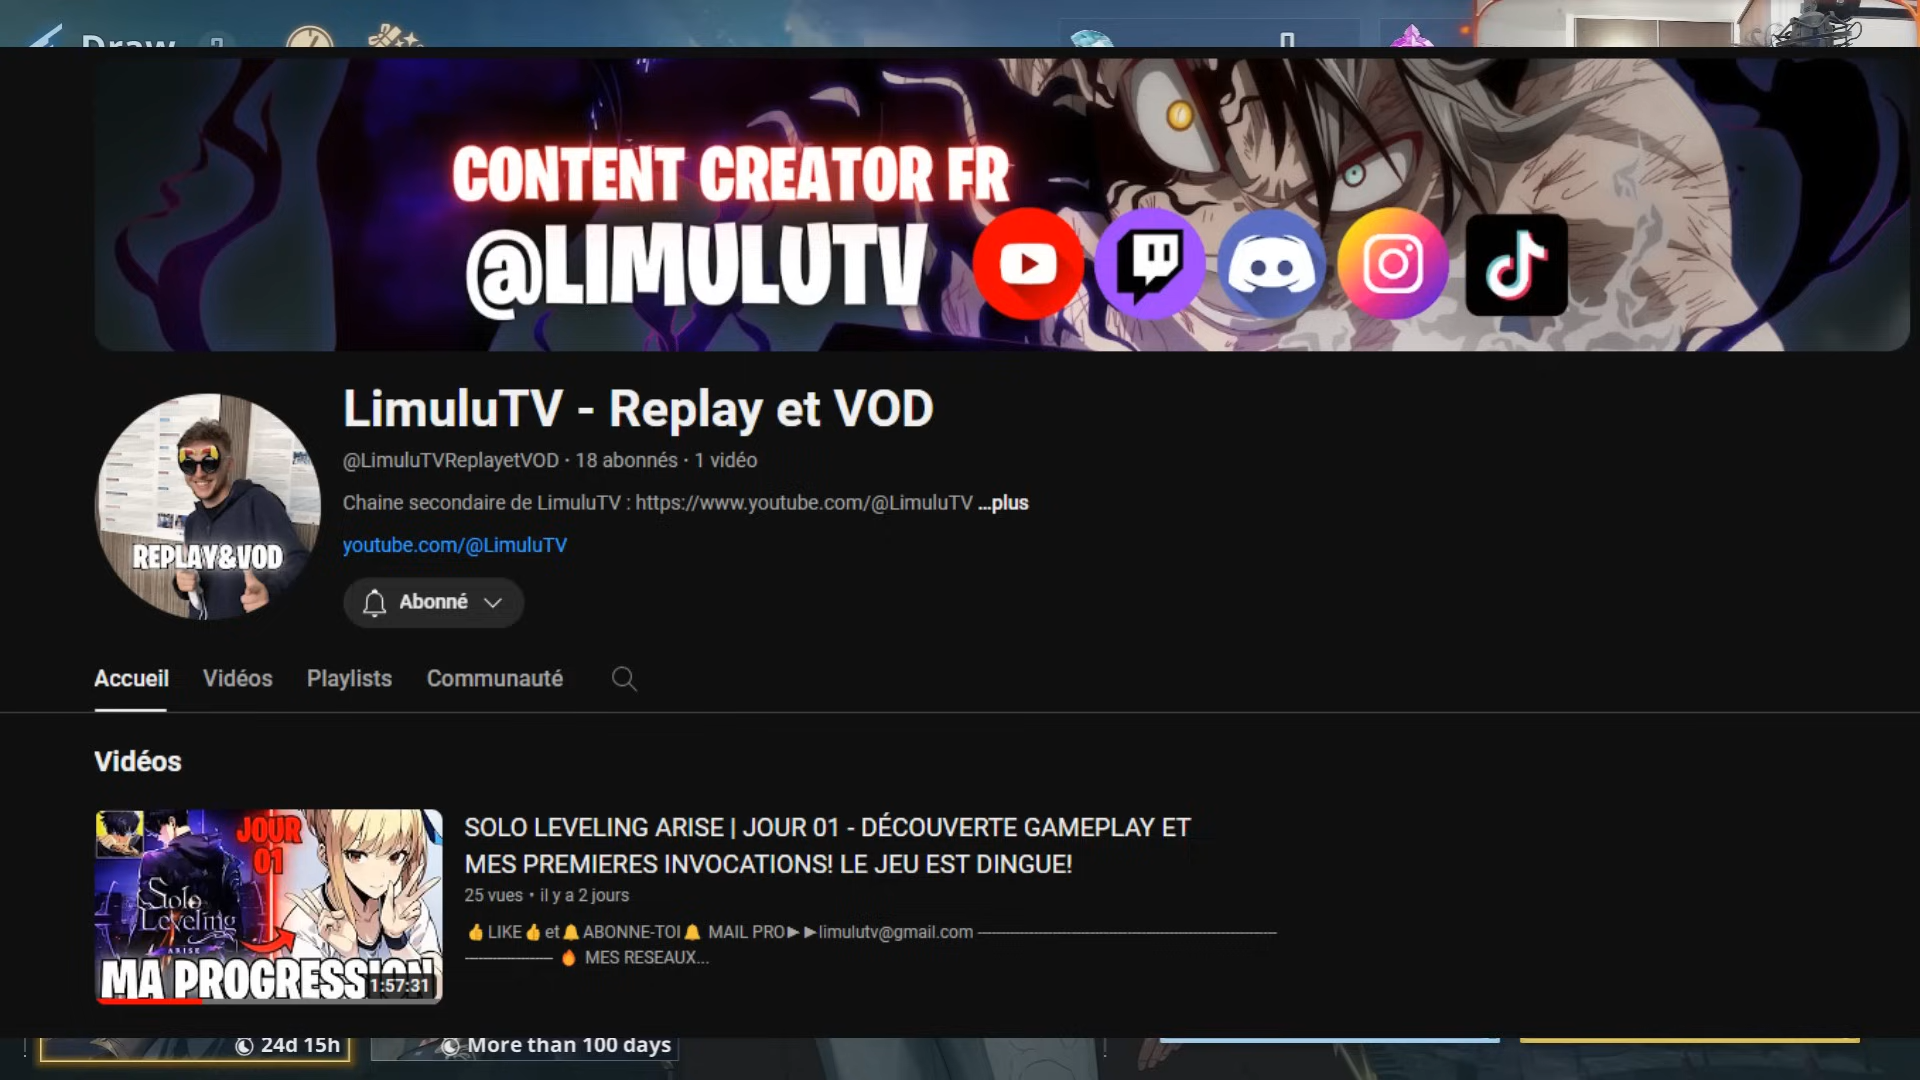 Draw
CONTENT CREATOR FR
@LIMULUTV
LimuluTV - Replay et VOD
@LimuluTVReplayetVOD · 18 abonnés · 1 vidéo
Chaine secondaire de LimuluTV : https://www.youtube.com/@LimuluTV ...plus
youtube.com/@LimuluTV
REPLAY&VOD
Abonné
Accueil Vidéos Playlists Communauté
Vidéos
JOUR
01
Solo
Leveling
ARISE
MA PROGRESSION
1:57:31
SOLO LEVELING ARISE | JOUR 01 - DÉCOUVERTE GAMEPLAY ET
MES PREMIERES INVOCATIONS! LE JEU EST DINGUE!
25 vues · il y a 2 jours
👍LIKE👍et🔔ABONNE-TOI🔔 MAIL PRO▶▶limulutv@gmail.com ————————————
———— 🔥 MES RESEAUX...
24d 15h
More than 100 days